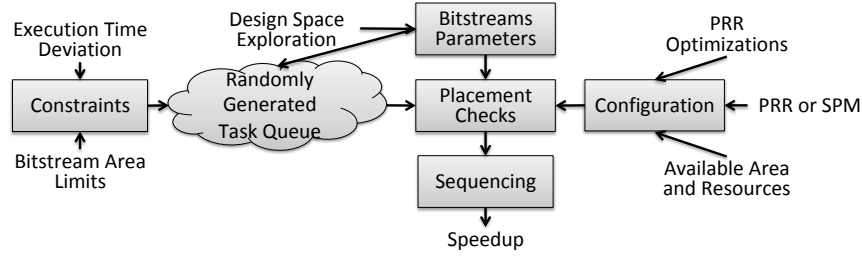 Execution Time
Deviation
Constraints
Bitstream Area
Limits
Design Space
Exploration
Randomly
Generated
Task Queue
Bitstreams
Parameters
Placement
Checks
Sequencing
Speedup
PRR
Optimizations
Configuration
PRR or SPM
Available Area
and Resources